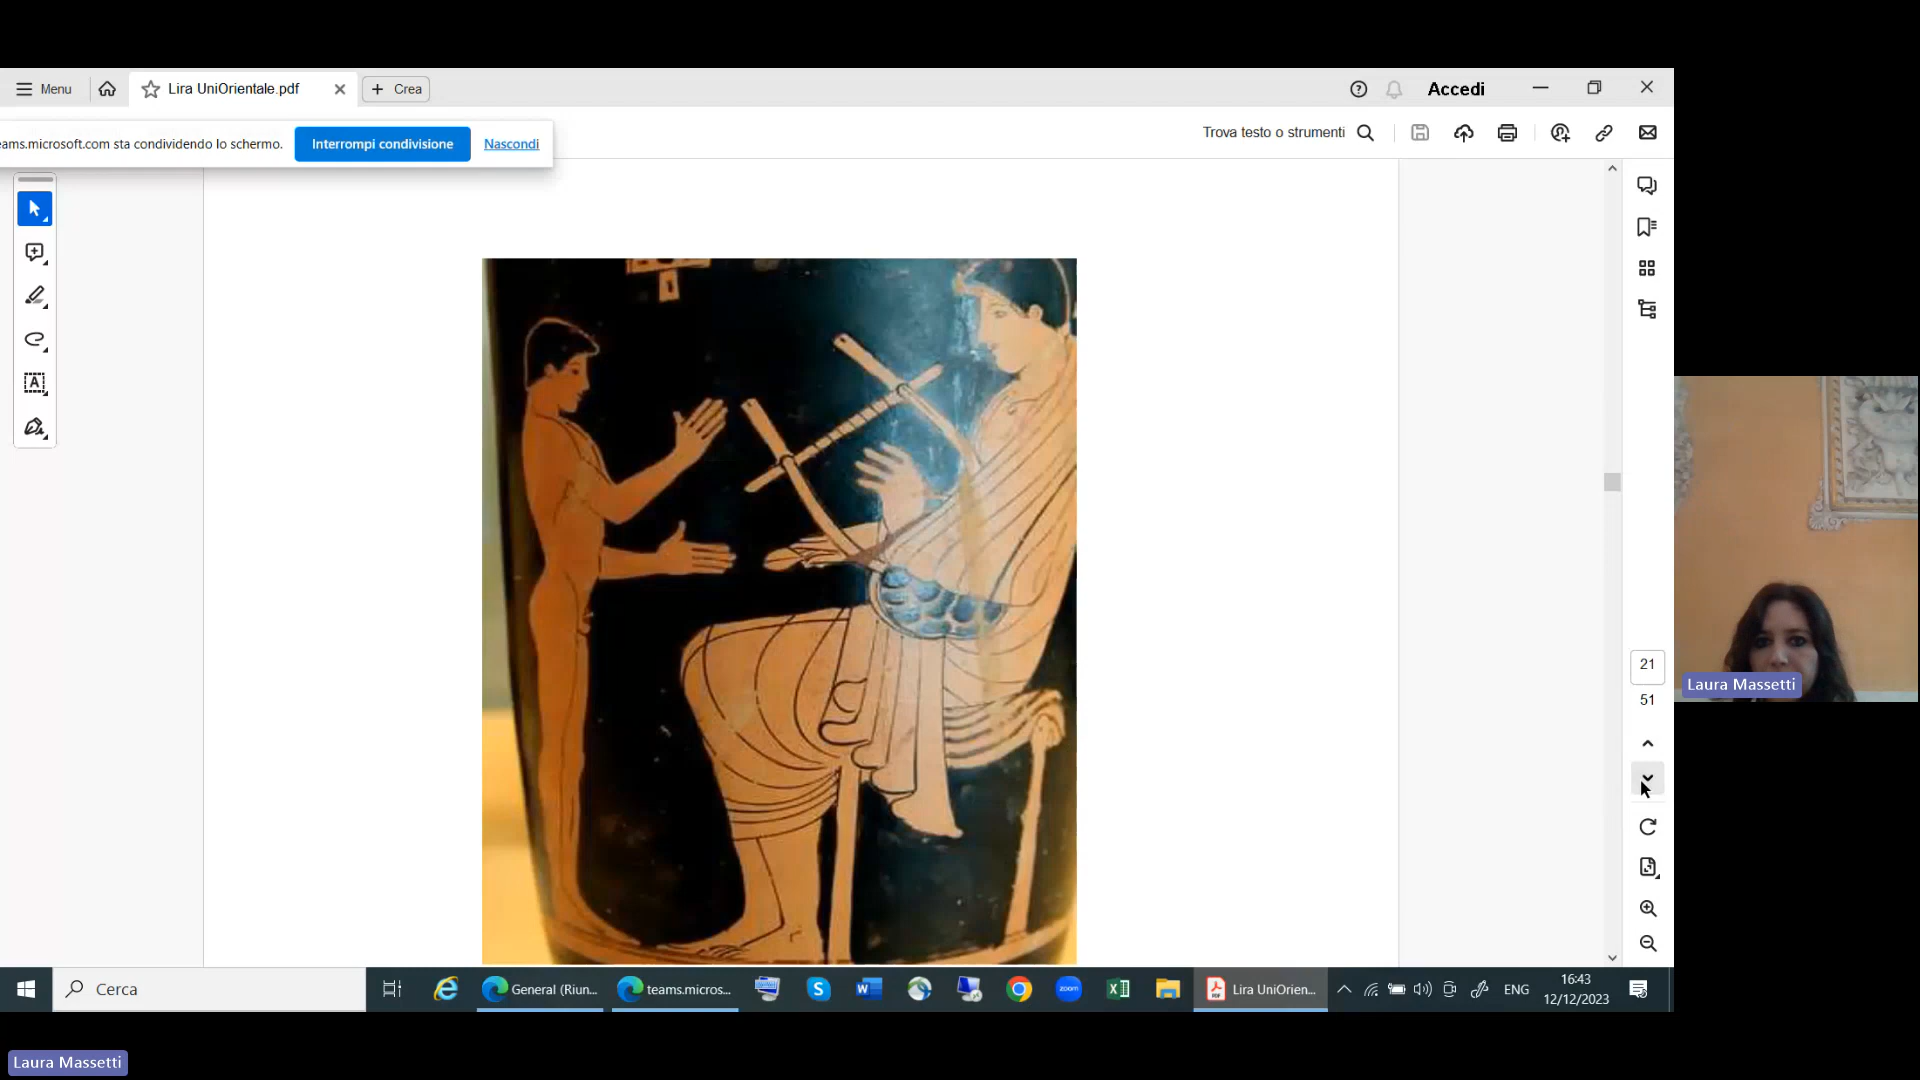 Menu
Lira UniOrientale.pdf
Crea
Accedi
eams.microsoft.com sta condividendo lo schermo.
Interrompi condivisione
Nascondi
Trova testo o strumenti
21
51
Laura Massetti
Cerca
General (Riun...
teams.micros...
zoom
Lira UniOrien...
ENG
16:43
12/12/2023
Laura Massetti